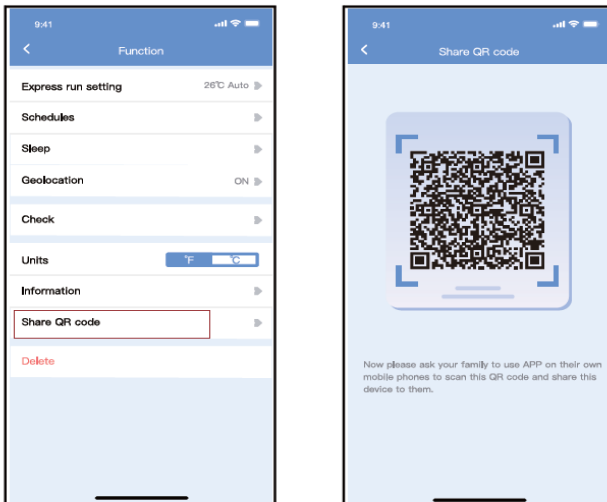 9:41
Function
Express run setting 26℃ Auto
Schedules
Sleep
Geolocation ON
Check
Units ℉ ℃
Information
Share QR code
Delete
9:41
Share QR code
Now please ask your family to use APP on their own
mobile phones to scan this QR code and share this
device to them.